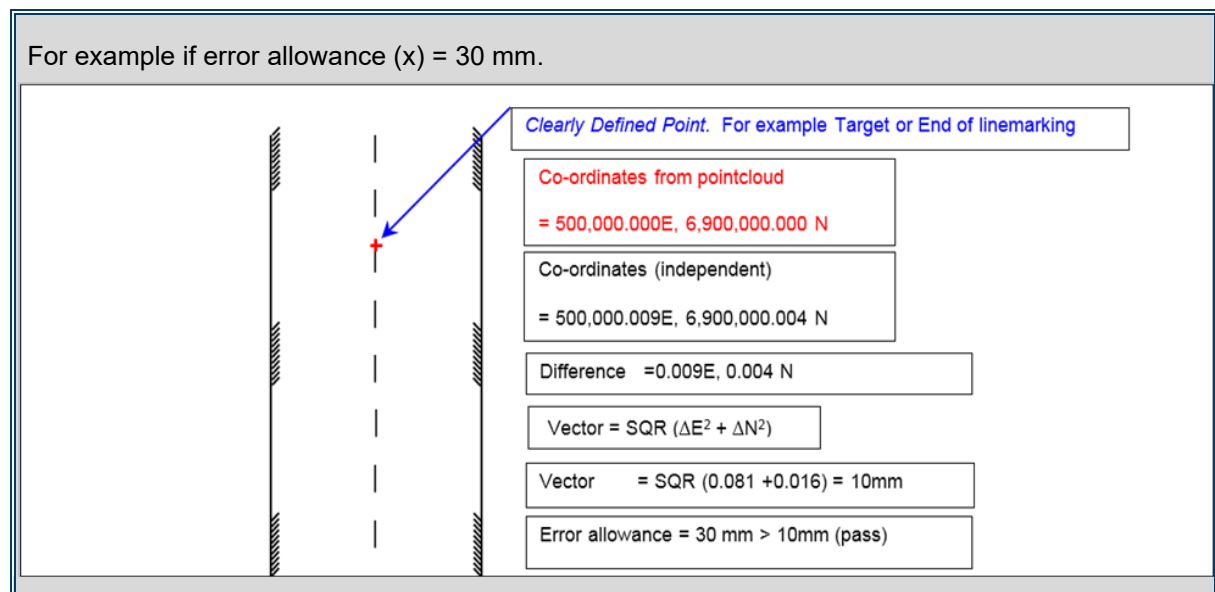 For example if error allowance (x) = 30 mm.
Clearly Defined Point. For example Target or End of linemarking
Co-ordinates from pointcloud
= 500,000.000E, 6,900,000.000 N
Co-ordinates (independent)
= 500,000.009E, 6,900,000.004 N
Difference =0.009E, 0.004 N
Vector = SQR (ΔE² + ΔN²)
Vector = SQR (0.081 +0.016) = 10mm
Error allowance = 30 mm > 10mm (pass)